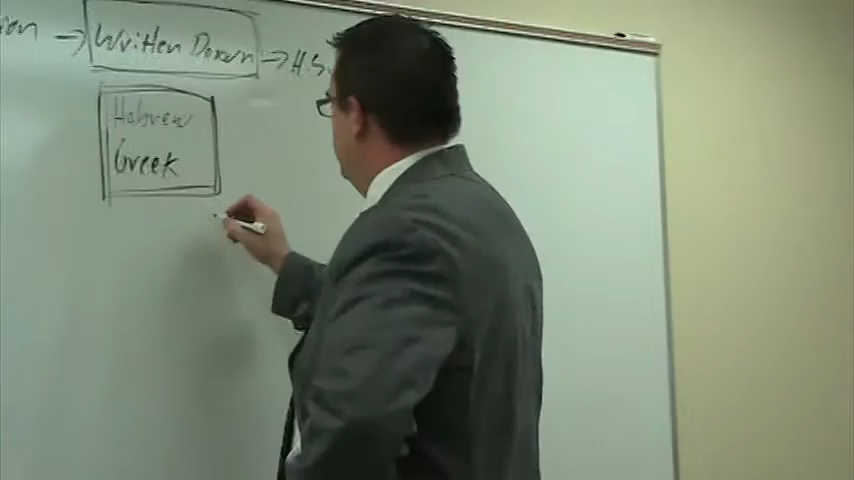 → Written Down → H.S.
Hebrew
Greek